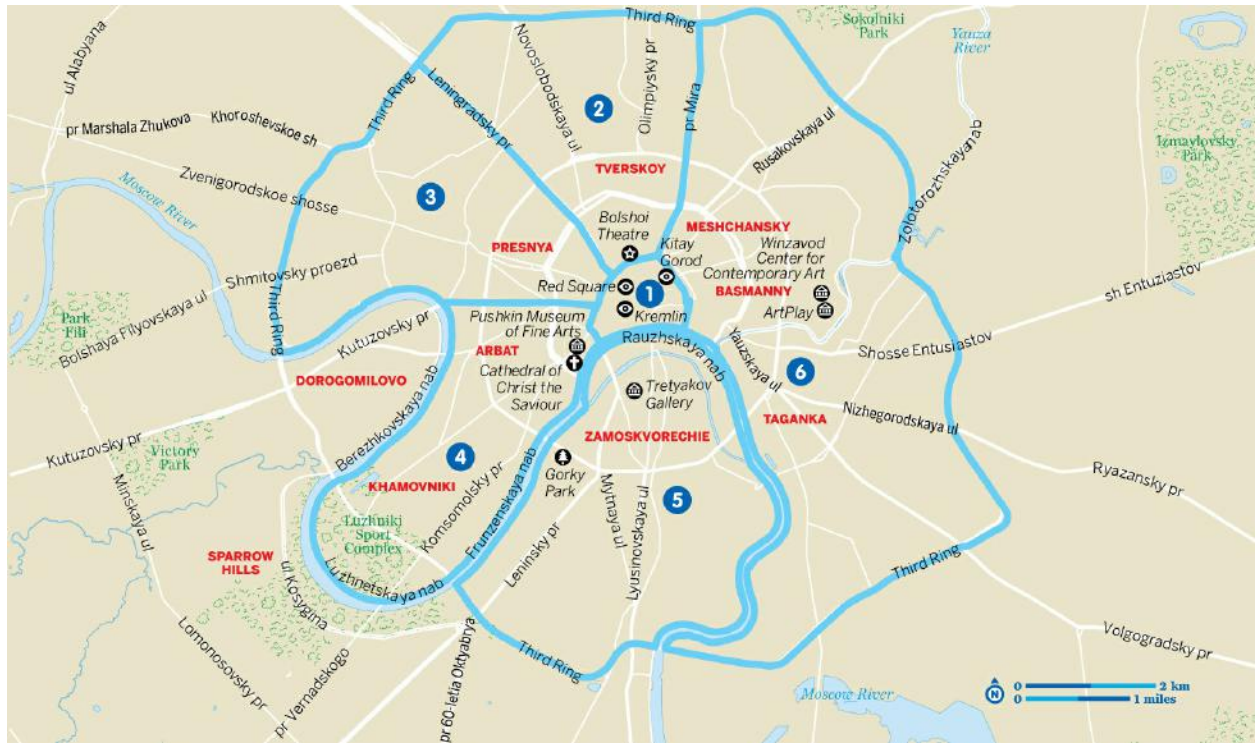 Third Ring
Sokolniki
Park
Yauza
River
ul Alabyana
Novoslobodskaya ul
Olimpiysky pr
pr Mira
Leningradsky pr
Third Ring
2
pr Marshala Zhukova
Khoroshevskoe sh
Rusakovskaya ul
Zolotorozhskaya nab
Izmaylovsky
Park
Zvenigorodskoe shosse
Moscow River
TVERSKOY
3
Bolshoi
Theatre
MESHCHANSKY
Kitay
Gorod
Winzavod
Center for
Contemporary Art
PRESNYA
Shmitovsky proezd
Red Square
1
BASMANNY
ArtPlay
sh Entuziastov
Third Ring
Kremlin
Pushkin Museum
of Fine Arts
Rauzhskaya nab
Park
Fili
Bolshaya Filyovskaya ul
Kutuzovsky pr
ARBAT
Cathedral of
Christ the
Saviour
Yauzskaya ul
Shosse Entusiastov
6
DOROGOMILOVO
Tretyakov
Gallery
TAGANKA
Nizhegorodskaya ul
Berezhkovskaya nab
ZAMOSKVORECHIE
Kutuzovsky pr
Victory
Park
4
Gorky
Park
Ryazansky pr
KHAMOVNIKI
Komsomolsky pr
Frunzenskaya nab
Mytnaya ul
Lyusinovskaya ul
5
Minskaya ul
Luzhniki
Sport
Complex
Leninsky pr
SPARROW
HILLS
ul Kosygina
Luzhnetskaya nab
Third Ring
Lomonosovsky pr
pr Vernadskogo
pr 60-letia Oktyabrya
Third Ring
Volgogradsky pr
Moscow River
N
0 2 km
0 1 miles